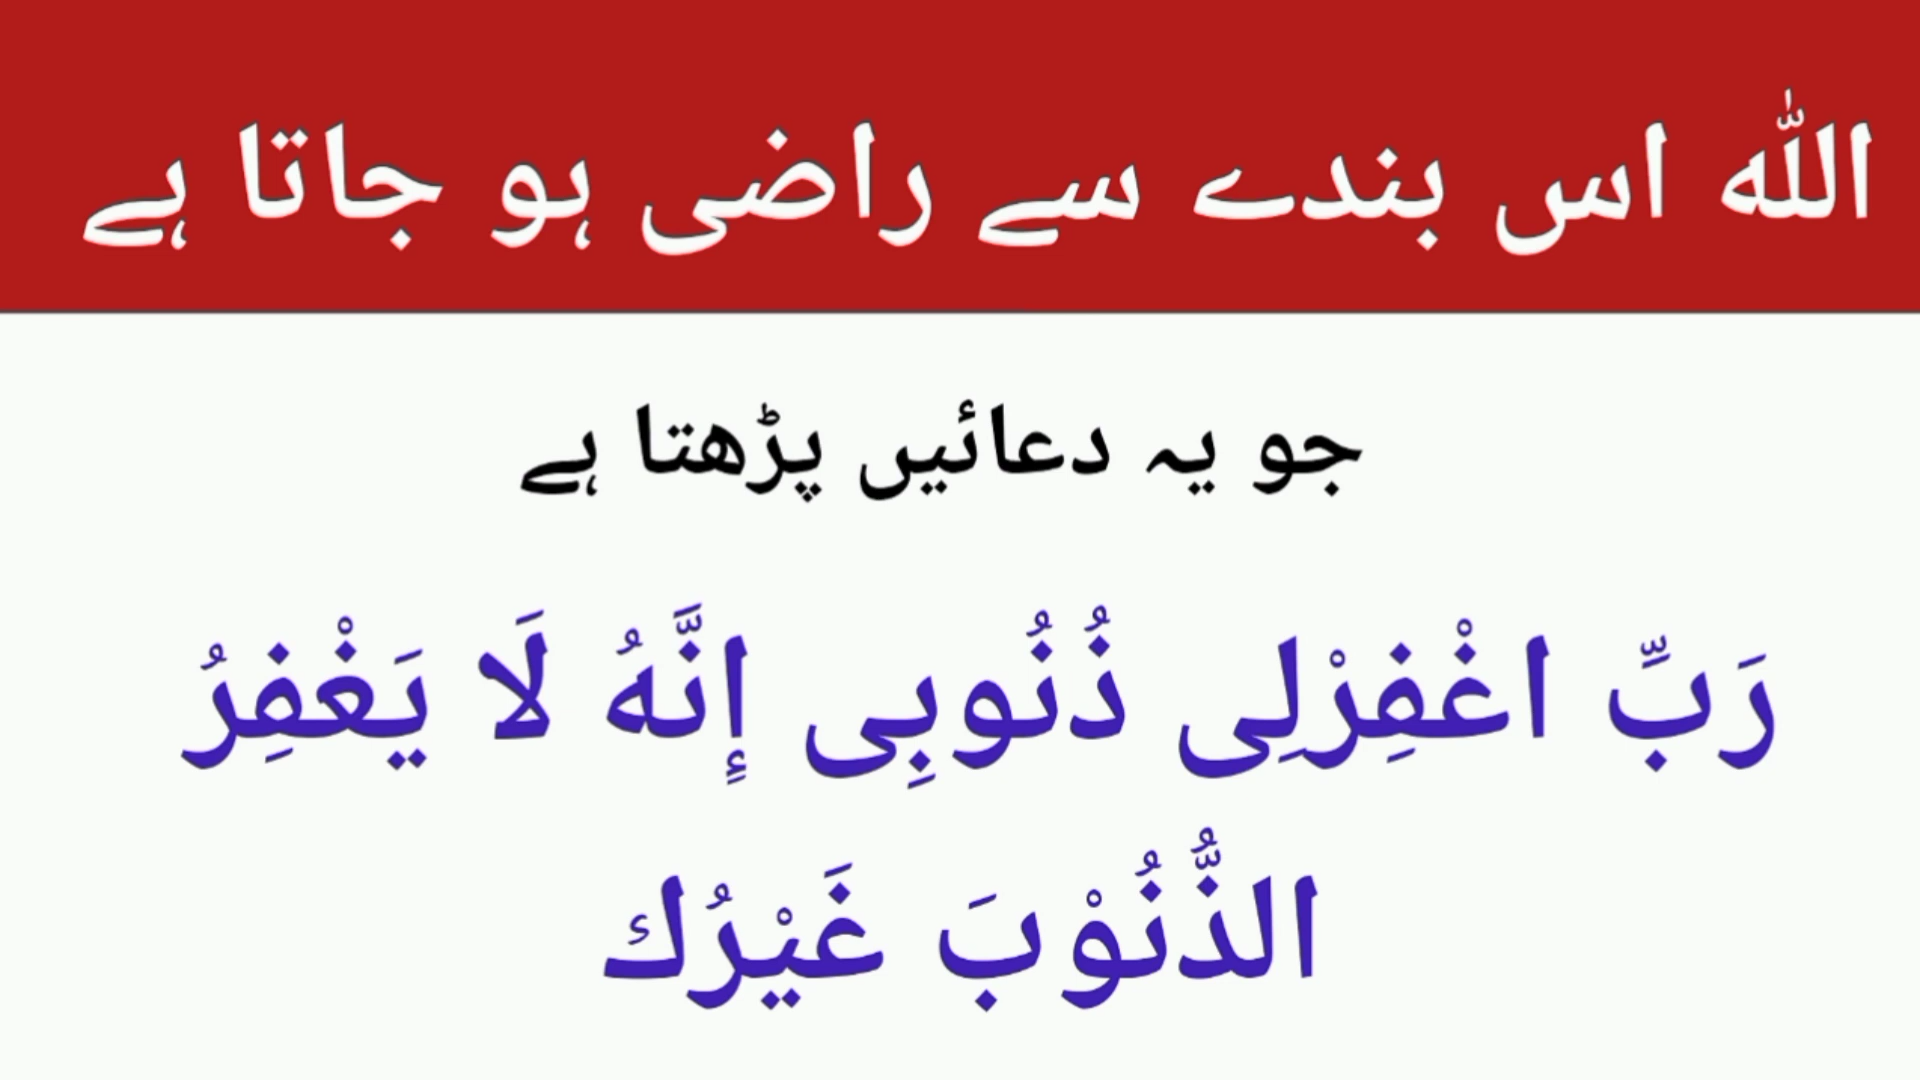 اللہ اس بندے سے راضی ہو جاتا ہے
جو یہ دعائیں پڑھتا ہے
رَبِّ اغْفِرْلِی ذُنُوبِی إِنَّهُ لَا يَغْفِرُ
الذُّنُوْبَ غَيْرُك